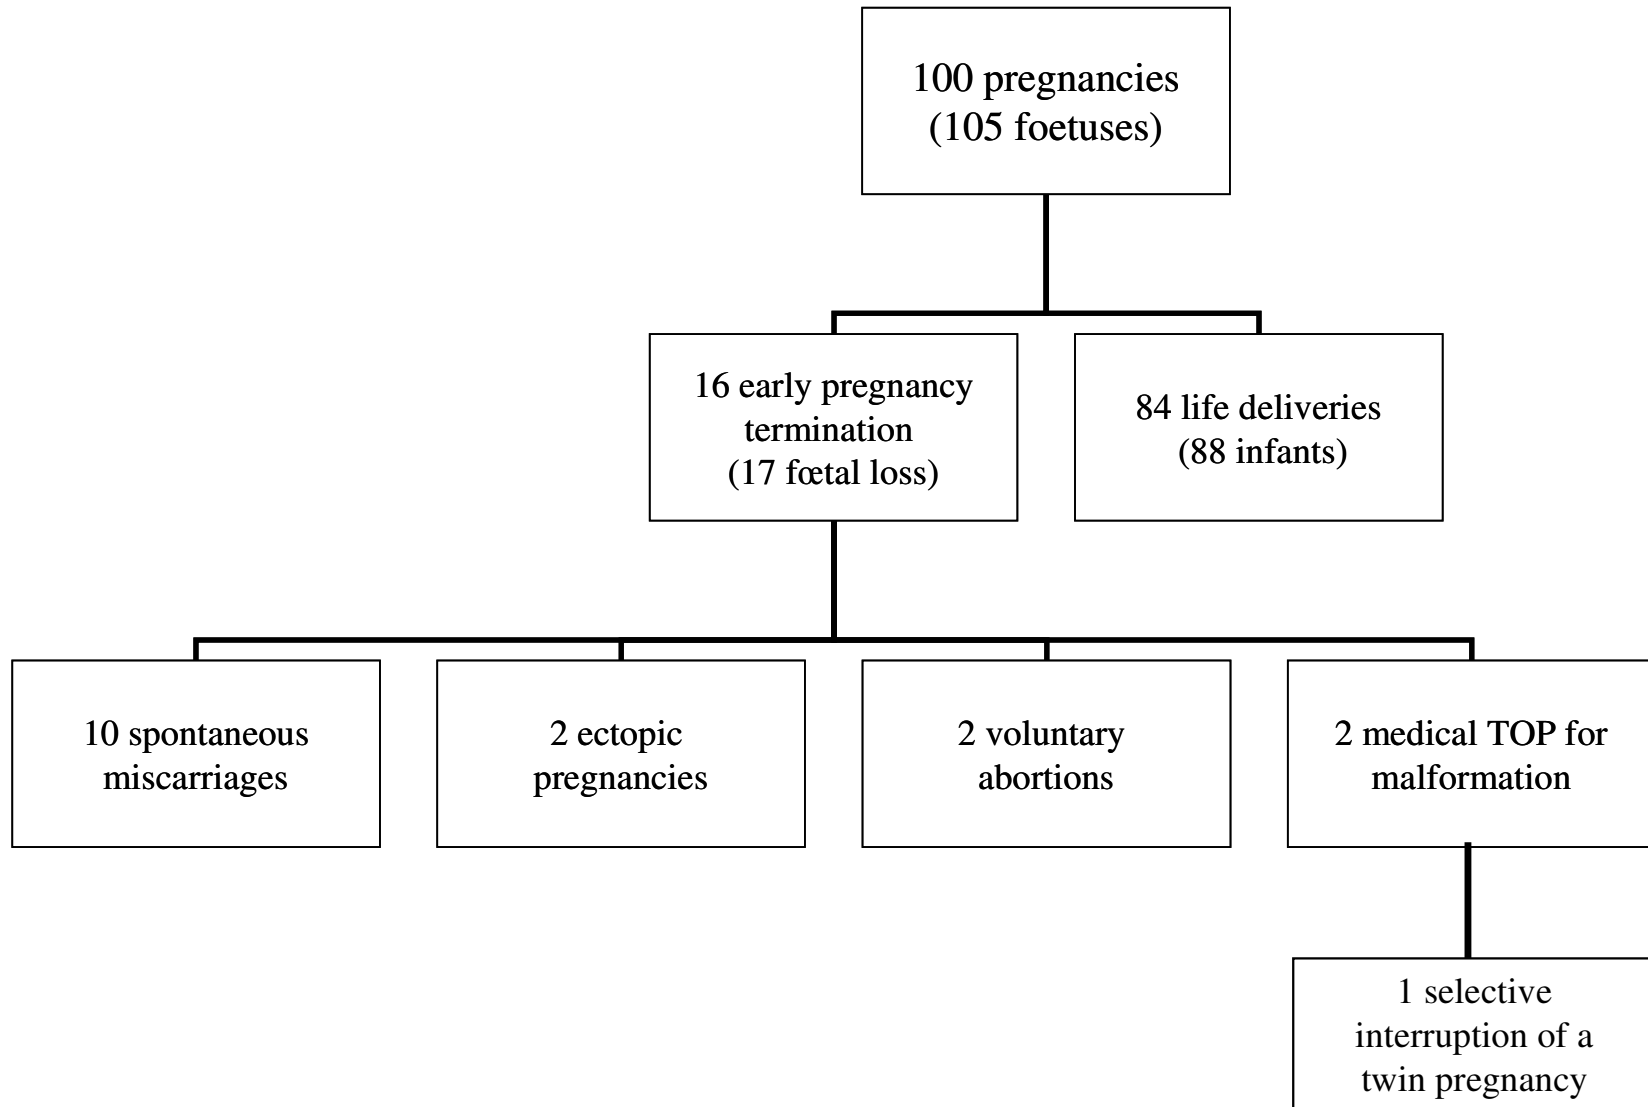 100 pregnancies
(105 foetuses)
16 early pregnancy
termination
(17 fœtal loss)
84 life deliveries
(88 infants)
10 spontaneous
miscarriages
2 ectopic
pregnancies
2 voluntary
abortions
2 medical TOP for
malformation
1 selective
interruption of a
twin pregnancy